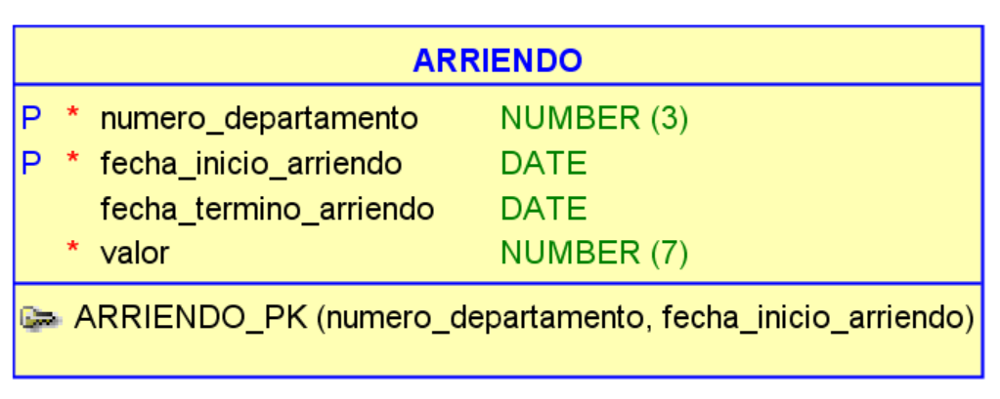 ARRIENDO
P * numero_departamento NUMBER (3)
P * fecha_inicio_arriendo DATE
fecha_termino_arriendo DATE
* valor NUMBER (7)
ARRIENDO_PK (numero_departamento, fecha_inicio_arriendo)